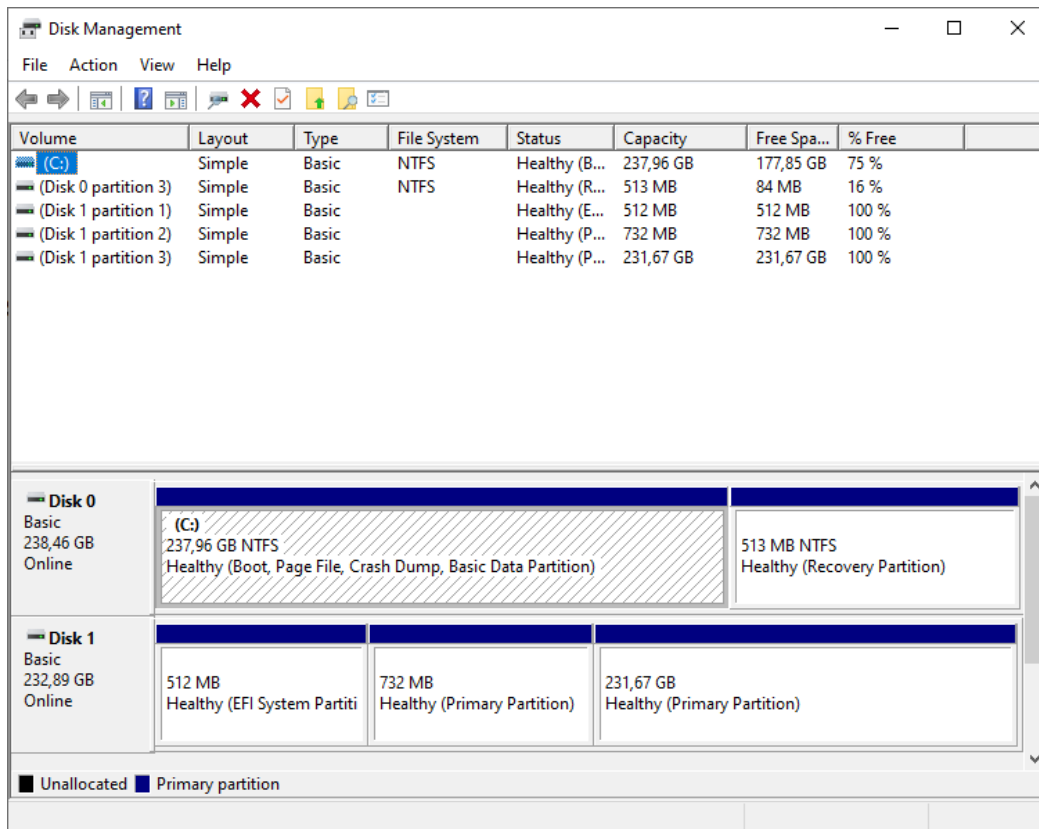 Disk Management
File Action View Help
Volume Layout Type File System Status Capacity Free Spa... % Free
(C:) Simple Basic NTFS Healthy (B... 237,96 GB 177,85 GB 75 %
(Disk 0 partition 3) Simple Basic NTFS Healthy (R... 513 MB 84 MB 16 %
(Disk 1 partition 1) Simple Basic Healthy (E... 512 MB 512 MB 100 %
(Disk 1 partition 2) Simple Basic Healthy (P... 732 MB 732 MB 100 %
(Disk 1 partition 3) Simple Basic Healthy (P... 231,67 GB 231,67 GB 100 %
Disk 0
Basic
238,46 GB
Online
(C:)
237,96 GB NTFS
Healthy (Boot, Page File, Crash Dump, Basic Data Partition)
513 MB NTFS
Healthy (Recovery Partition)
Disk 1
Basic
232,89 GB
Online
512 MB
Healthy (EFI System Partiti
732 MB
Healthy (Primary Partition)
231,67 GB
Healthy (Primary Partition)
Unallocated Primary partition